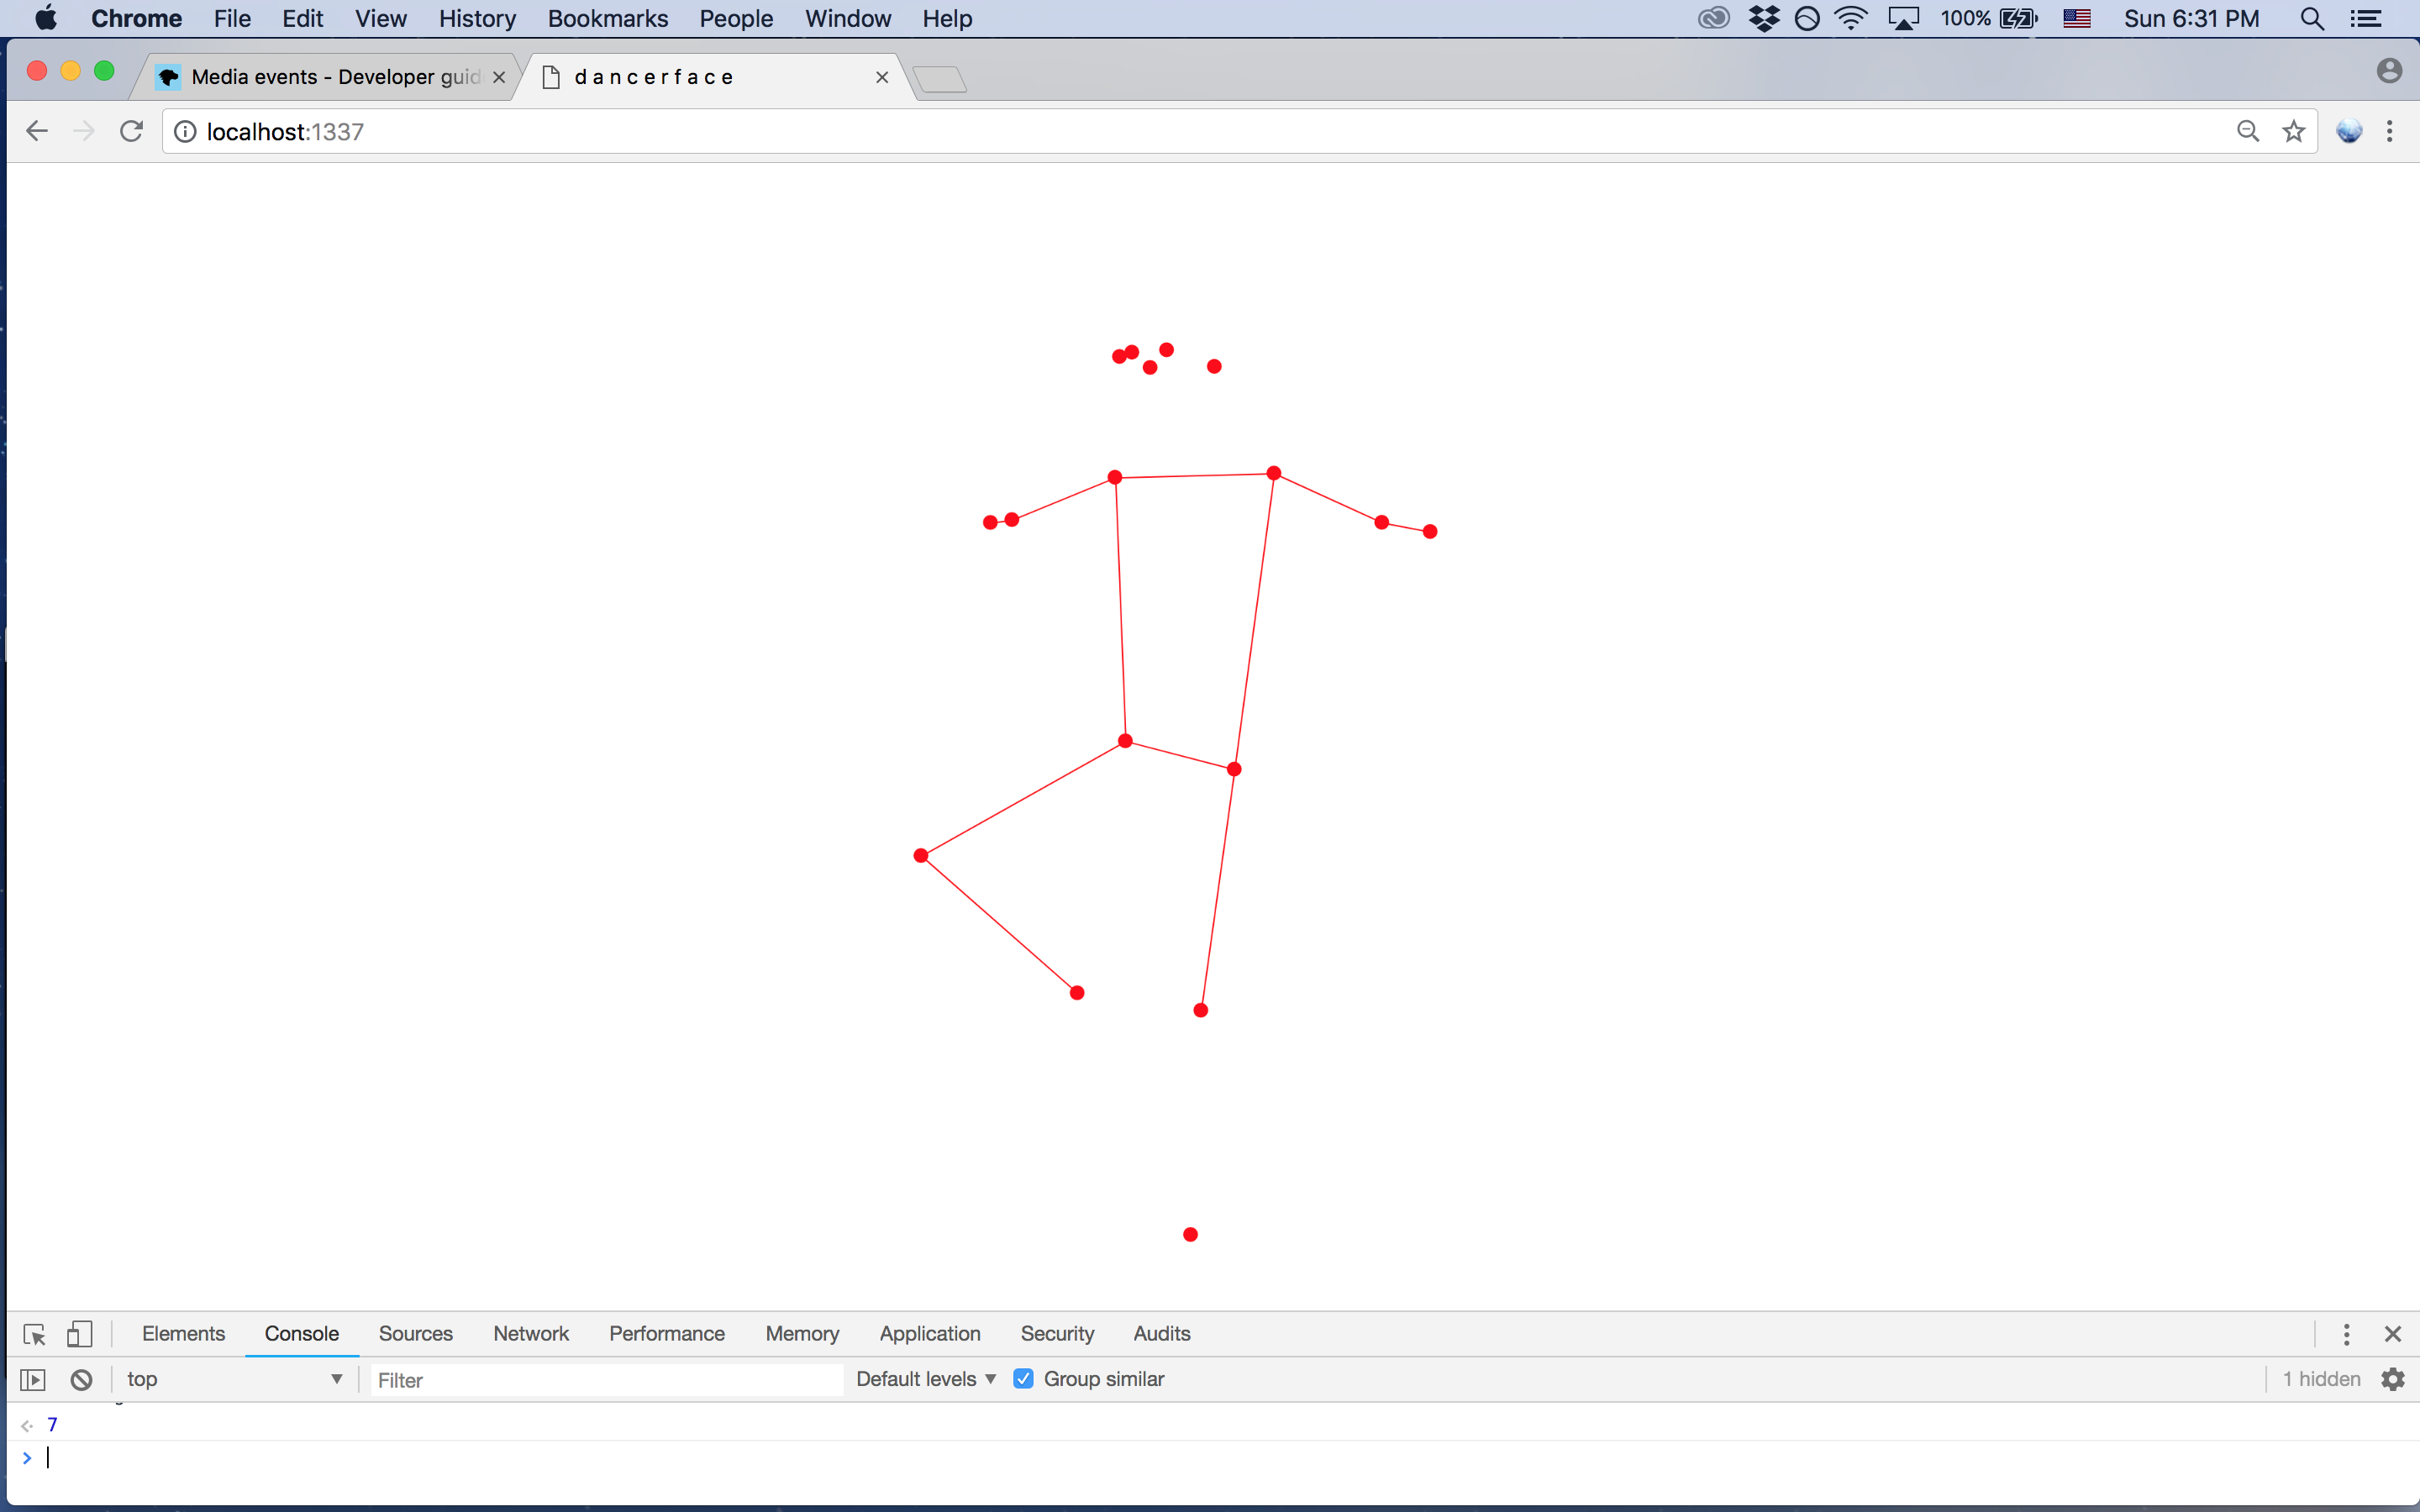 Chrome File Edit View History Bookmarks People Window Help 100% Sun 6:31 PM
Media events - Developer guid d a n c e r f a c e
localhost:1337
Elements Console Sources Network Performance Memory Application Security Audits
top Filter Default levels Group similar 1 hidden
7